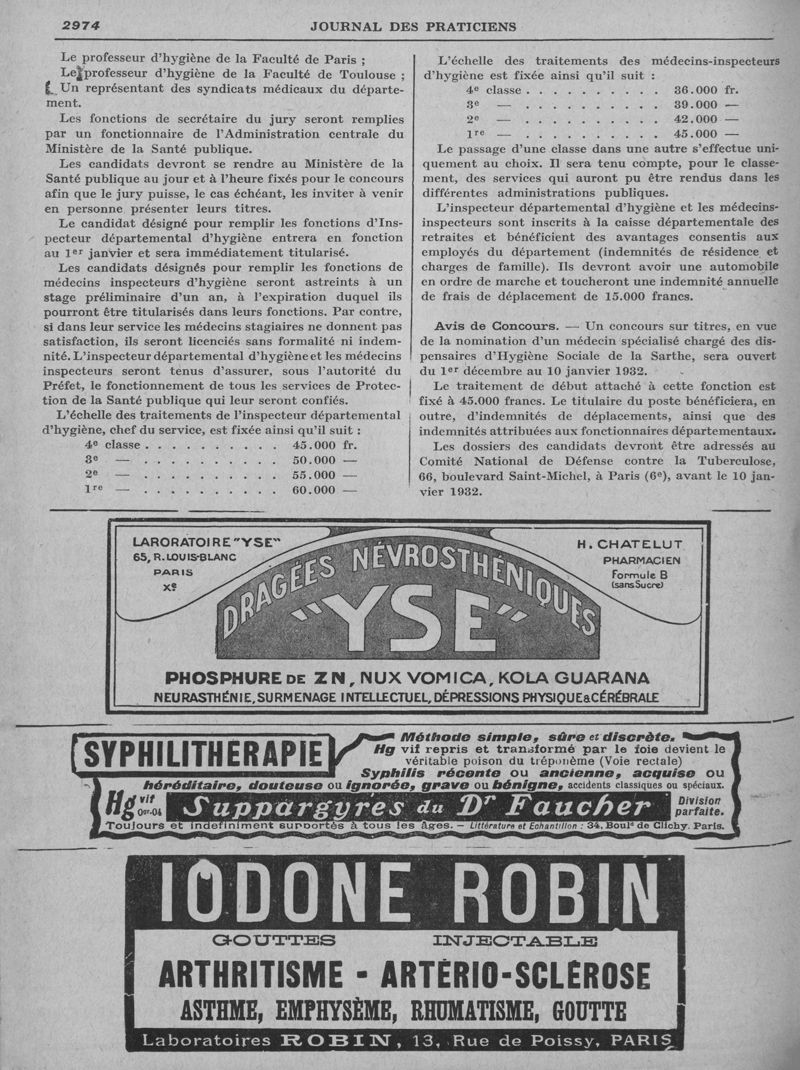 2974
JOURNAL DES PRATICIENS
Le professeur d'hygiène de la Faculté de Paris ;
Le professeur d'hygiène de la Faculté de Toulouse ;
Un représentant des syndicats médicaux du départe-
ment.
Les fonctions de secrétaire du jury seront remplies
par un fonctionnaire de l'Administration centrale du
Ministère de la Santé publique.
Les candidats devront se rendre au Ministère de la
Santé publique au jour et à l'heure fixés pour le concours
afin que le jury puisse, le cas échéant, les inviter à venir
en personne présenter leurs titres.
Le candidat désigné pour remplir les fonctions d'Ins-
pecteur départemental d'hygiène entrera en fonction
au 1er janvier et sera immédiatement titularisé.
Les candidats désignés pour remplir les fonctions de
médecins inspecteurs d'hygiène seront astreints à un
stage préliminaire d'un an, à l'expiration duquel ils
pourront être titularisés dans leurs fonctions. Par contre,
si dans leur service les médecins stagiaires ne donnent pas
satisfaction, ils seront licenciés sans formalité ni indem-
nité. L'inspecteur départemental d'hygiène et les médecins
inspecteurs seront tenus d'assurer, sous l'autorité du
Préfet, le fonctionnement de tous les services de Protec-
tion de la Santé publique qui leur seront confiés.
L'échelle des traitements de l'inspecteur départemental
d'hygiène, chef du service, est fixée ainsi qu'il suit :
4e classe . . . . . . . . . . 45.000 fr.
3e — . . . . . . . . . . 50.000 —
2e — . . . . . . . . . . 55.000 —
1re — . . . . . . . . . . 60.000 —
L'échelle des traitements des médecins-inspecteurs
d'hygiène est fixée ainsi qu'il suit :
4e classe . . . . . . . . . . 36.000 fr.
3e — . . . . . . . . . . 39.000 —
2e — . . . . . . . . . . 42.000 —
1re — . . . . . . . . . . 45.000 —
Le passage d'une classe dans une autre s'effectue uni-
quement au choix. Il sera tenu compte, pour le classe-
ment, des services qui auront pu être rendus dans les
différentes administrations publiques.
L'inspecteur départemental d'hygiène et les médecins-
inspecteurs sont inscrits à la caisse départementale des
retraites et bénéficient des avantages consentis aux
employés du département (indemnités de résidence et
charges de famille). Ils devront avoir une automobile
en ordre de marche et toucheront une indemnité annuelle
de frais de déplacement de 15.000 francs.
Avis de Concours. — Un concours sur titres, en vue
de la nomination d'un médecin spécialisé chargé des dis-
pensaires d'Hygiène Sociale de la Sarthe, sera ouvert
du 1er décembre au 10 janvier 1932.
Le traitement de début attaché à cette fonction est
fixé à 45.000 francs. Le titulaire du poste bénéficiera, en
outre, d'indemnités de déplacements, ainsi que des
indemnités attribuées aux fonctionnaires départementaux.
Les dossiers des candidats devront être adressés au
Comité National de Défense contre la Tuberculose,
66, boulevard Saint-Michel, à Paris (6e), avant le 10 jan-
vier 1932.
LARORATOIRE "YSE"
65, R. LOUIS-BLANC
PARIS
Xe
H. CHATELUT
PHARMACIEN
Formule B
(sans Sucre)
DRAGÉES NÉVROSTHÉNIQUES
"YSE"
PHOSPHURE DE ZN, NUX VOMICA, KOLA GUARANA
NEURASTHÉNIE, SURMENAGE INTELLECTUEL, DÉPRESSIONS PHYSIQUE & CÉRÉBRALE
SYPHILITHÉRAPIE
Méthode simple, sûre et discrète.
Hg vif repris et transformé par le foie devient le
véritable poison du tréponème (Voie rectale)
Syphilis récente ou ancienne, acquise ou
héréditaire, douteuse ou ignorée, grave ou bénigne, accidents classiques ou spéciaux.
Hg vif 0gr-04 Suppargyres du Dr Faucher Division parfaite.
Toujours et indéfiniment supportés à tous les âges. — Littérature et Echantillon : 34, Bould de Clichy, Paris.
IODONE ROBIN
GOUTTES INJECTABLE
ARTHRITISME - ARTÉRIO-SCLÉROSE
ASTHME, EMPHYSÈME, RHUMATISME, GOUTTE
Laboratoires ROBIN, 13, Rue de Poissy, PARIS